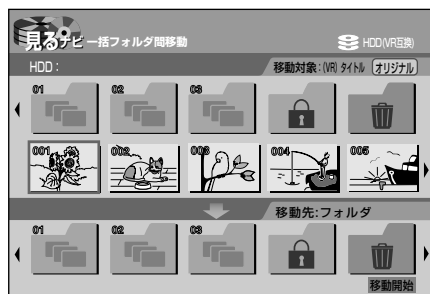 見るナビ 一括フォルダ間移動
HDD(VR互換)
HDD :
移動対象:(VR) タイトル オリジナル
01 02 03
001 002 003 004 005
移動先:フォルダ
01 02 03
移動開始